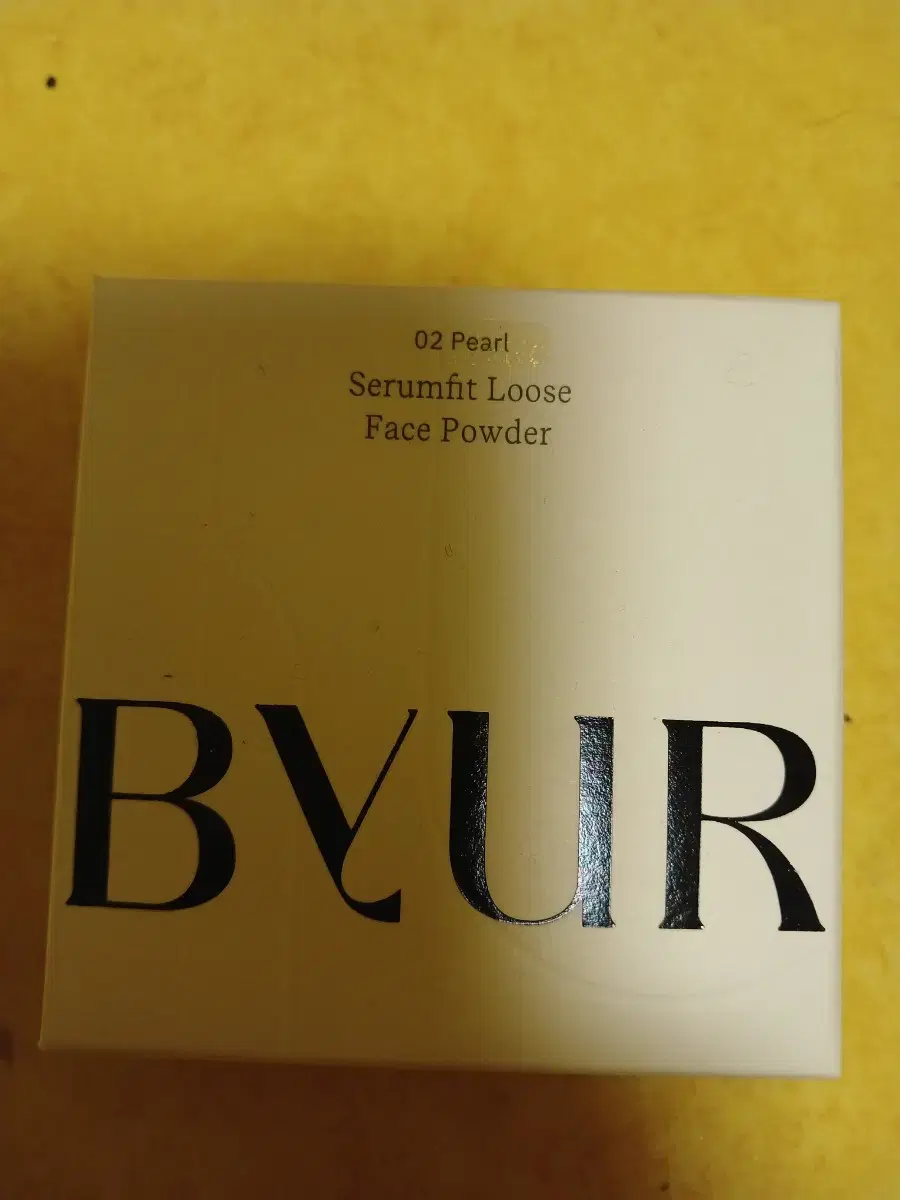 02 Pearl
Serumfit Loose
Face Powder
BYUR